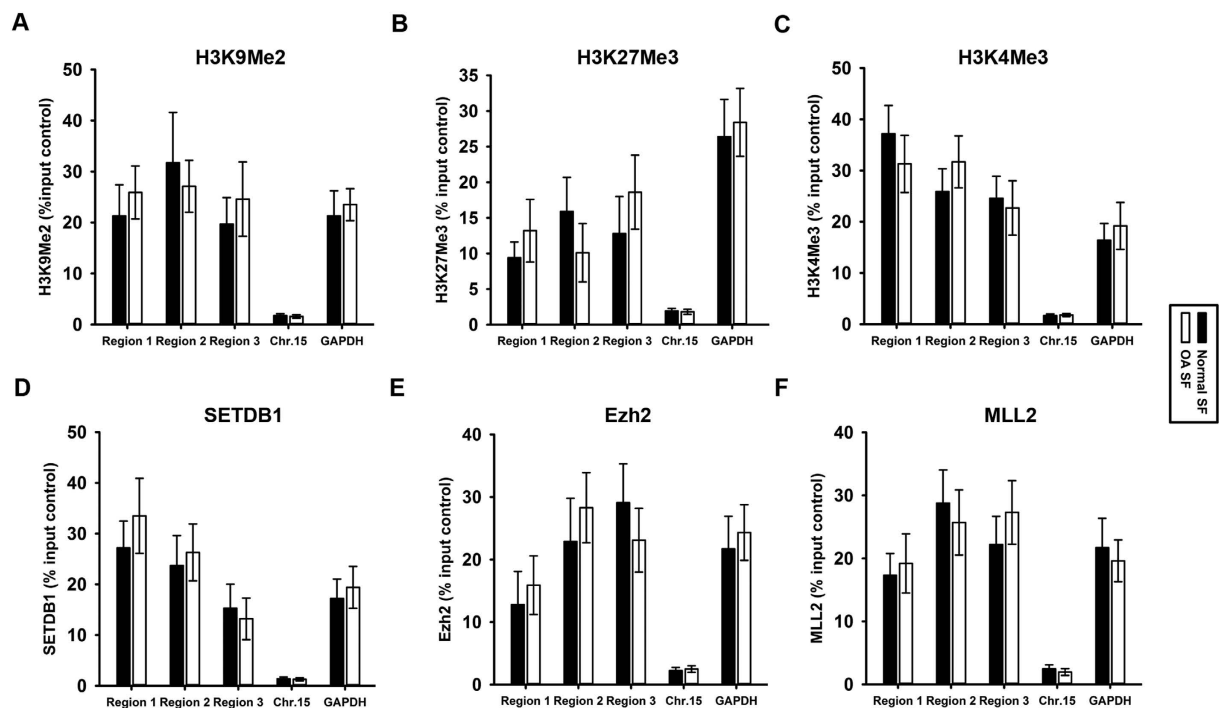 A
H3K9Me2
H3K9Me2 (%input control)
50
40
30
20
10
0
Region 1 Region 2 Region 3 Chr.15 GAPDH
B
H3K27Me3
H3K27Me3 (% input control)
35
30
25
20
15
10
5
0
Region 1 Region 2 Region 3 Chr.15 GAPDH
C
H3K4Me3
H3K4Me3 (% input control)
50
40
30
20
10
0
Region 1 Region 2 Region 3 Chr.15 GAPDH
Normal SF
OA SF
D
SETDB1
SETDB1 (% input control)
50
40
30
20
10
0
Region 1 Region 2 Region 3 Chr.15 GAPDH
E
Ezh2
Ezh2 (% input control)
40
30
20
10
0
Region 1 Region 2 Region 3 Chr.15 GAPDH
F
MLL2
MLL2 (% input control)
40
30
20
10
0
Region 1 Region 2 Region 3 Chr.15 GAPDH